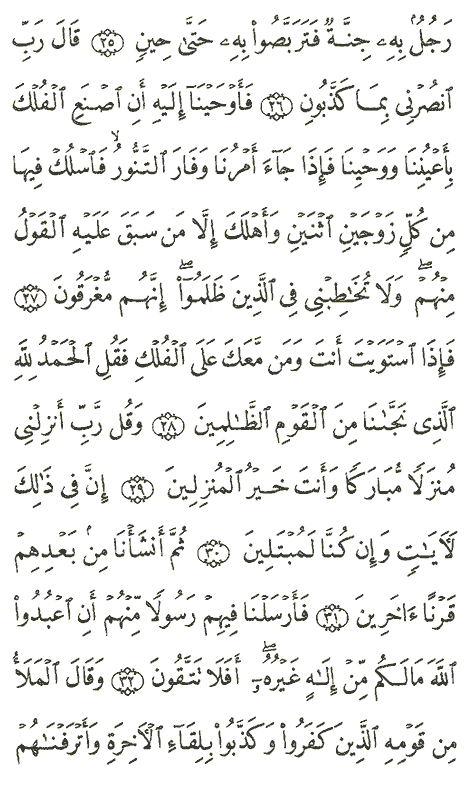 رَجُلٌۢ بِهِۦ جِنَّةٌ فَتَرَبَّصُوا۟ بِهِۦ حَتَّىٰ حِينٍ ﴿٢٥﴾ قَالَ رَبِّ
ٱنصُرْنِى بِمَا كَذَّبُونِ ﴿٢٦﴾ فَأَوْحَيْنَآ إِلَيْهِ أَنِ ٱصْنَعِ ٱلْفُلْكَ
بِأَعْيُنِنَا وَوَحْيِنَا فَإِذَا جَآءَ أَمْرُنَا وَفَارَ ٱلتَّنُّورُ ۙ فَٱسْلُكْ فِيهَا
مِن كُلٍّ زَوْجَيْنِ ٱثْنَيْنِ وَأَهْلَكَ إِلَّا مَن سَبَقَ عَلَيْهِ ٱلْقَوْلُ
مِنْهُمْ ۖ وَلَا تُخَـٰطِبْنِى فِى ٱلَّذِينَ ظَلَمُوٓا۟ ۖ إِنَّهُم مُّغْرَقُونَ ﴿٢٧﴾
فَإِذَا ٱسْتَوَيْتَ أَنتَ وَمَن مَّعَكَ عَلَى ٱلْفُلْكِ فَقُلِ ٱلْحَمْدُ لِلَّهِ
ٱلَّذِى نَجَّىٰنَا مِنَ ٱلْقَوْمِ ٱلظَّـٰلِمِينَ ﴿٢٨﴾ وَقُل رَّبِّ أَنزِلْنِى
مُنزَلًا مُّبَارَكًا وَأَنتَ خَيْرُ ٱلْمُنزِلِينَ ﴿٢٩﴾ إِنَّ فِى ذَٰلِكَ
لَـَٔايَـٰتٍ وَإِن كُنَّا لَمُبْتَلِينَ ﴿٣٠﴾ ثُمَّ أَنشَأْنَا مِنۢ بَعْدِهِمْ
قَرْنًا ءَاخَرِينَ ﴿٣١﴾ فَأَرْسَلْنَا فِيهِمْ رَسُولًا مِّنْهُمْ أَنِ ٱعْبُدُوا۟
ٱللَّهَ مَا لَكُم مِّنْ إِلَـٰهٍ غَيْرُهُۥٓ ۖ أَفَلَا تَتَّقُونَ ﴿٣٢﴾ وَقَالَ ٱلْمَلَأُ
مِن قَوْمِهِ ٱلَّذِينَ كَفَرُوا۟ وَكَذَّبُوا۟ بِلِقَآءِ ٱلْـَٔاخِرَةِ وَأَتْرَفْنَـٰهُمْ